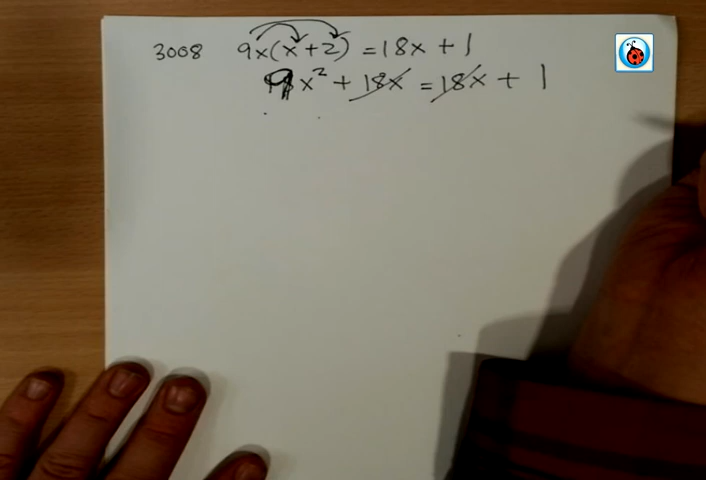 3008 9x(x+2) = 18x + 1
9x² + 18x = 18x + 1